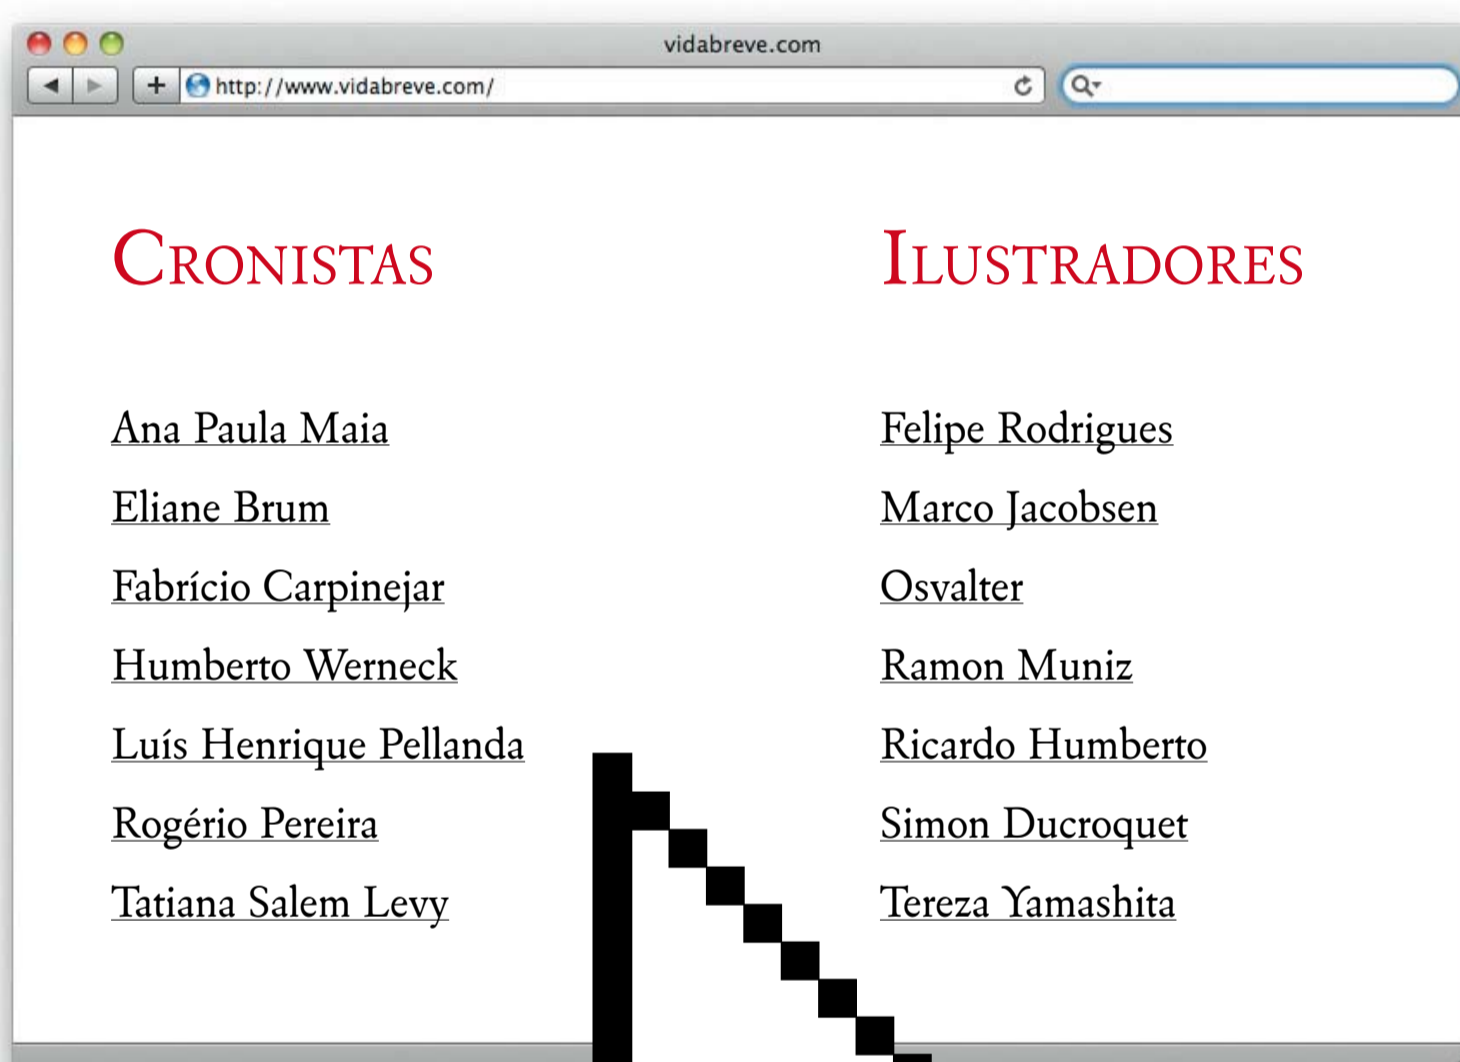 vidabreve.com
http://www.vidabreve.com/
Cronistas
Ana Paula Maia
Eliane Brum
Fabrício Carpinejar
Humberto Werneck
Luís Henrique Pellanda
Rogério Pereira
Tatiana Salem Levy
Ilustradores
Felipe Rodrigues
Marco Jacobsen
Osvalter
Ramon Muniz
Ricardo Humberto
Simon Ducroquet
Tereza Yamashita